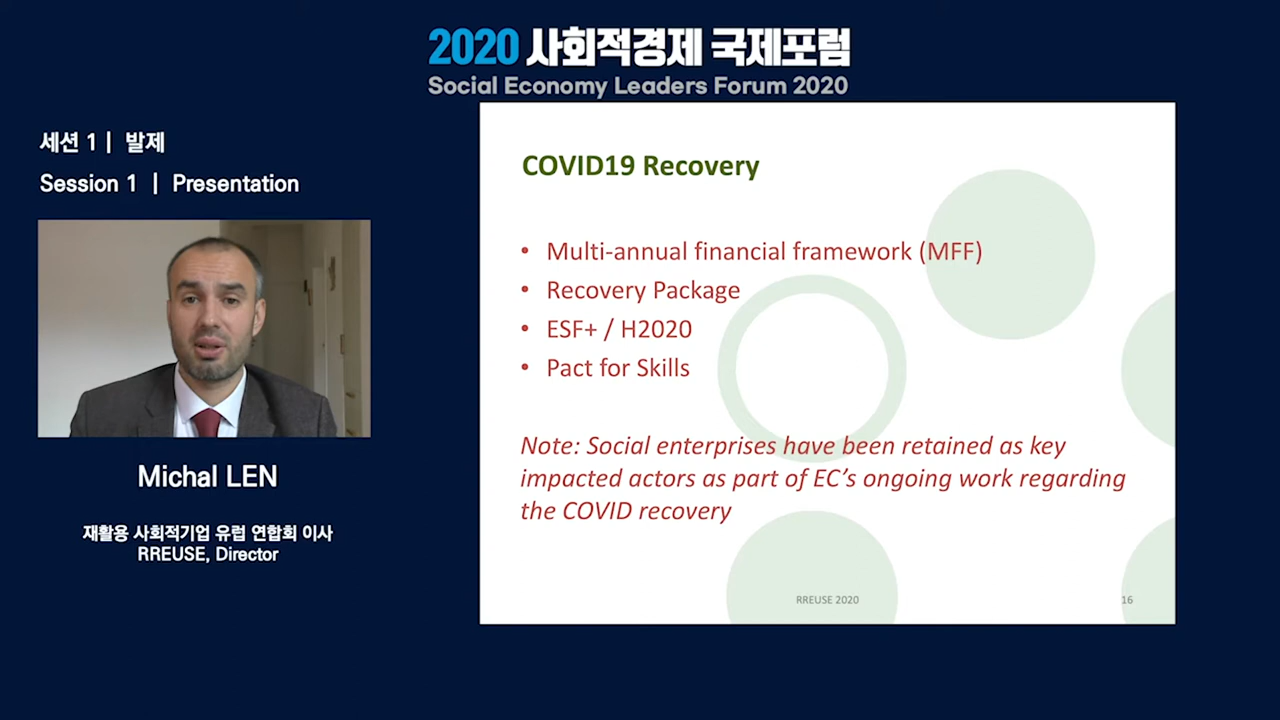 2020 사회적경제 국제포럼
Social Economy Leaders Forum 2020
세션 1 | 발제
Session 1 | Presentation
Michal LEN
재활용 사회적기업 유럽 연합회 이사
RREUSE, Director
COVID19 Recovery
• Multi-annual financial framework (MFF)
• Recovery Package
• ESF+ / H2020
• Pact for Skills
Note: Social enterprises have been retained as key
impacted actors as part of EC’s ongoing work regarding
the COVID recovery
RREUSE 2020
16